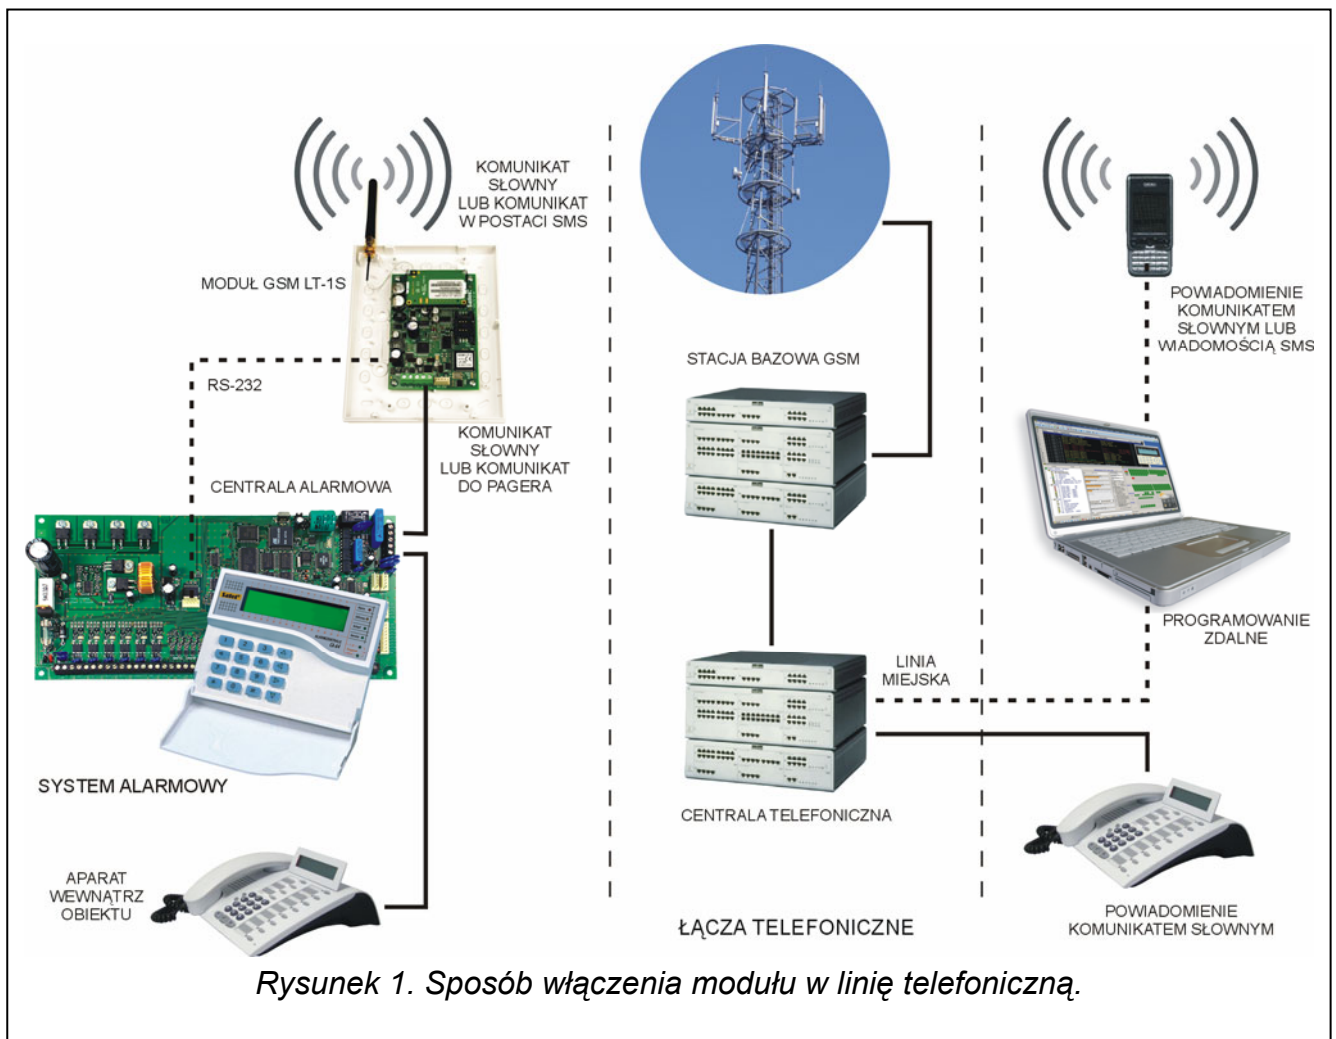 KOMUNIKAT
SŁOWNY
LUB KOMUNIKAT
W POSTACI SMS
MODUŁ GSM LT-1S
RS-232
KOMUNIKAT
SŁOWNY
LUB KOMUNIKAT
DO PAGERA
CENTRALA ALARMOWA
Satel
SYSTEM ALARMOWY
APARAT
WEWNĄTRZ
OBIEKTU
STACJA BAZOWA GSM
LINIA
MIEJSKA
CENTRALA TELEFONICZNA
ŁĄCZA TELEFONICZNE
POWIADOMIENIE
KOMUNIKATEM
SŁOWNYM LUB
WIADOMOŚCIĄ SMS
PROGRAMOWANIE
ZDALNE
POWIADOMIENIE
KOMUNIKATEM SŁOWNYM
Rysunek 1. Sposób włączenia modułu w linię telefoniczną.